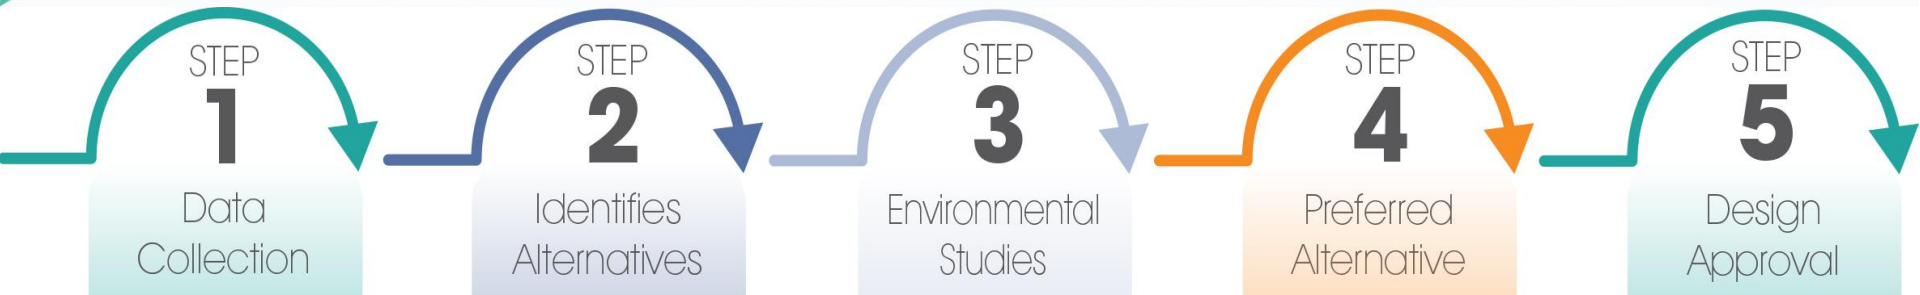 STEP
1
Data
Collection
STEP
2
Identifies
Alternatives
STEP
3
Environmental
Studies
STEP
4
Preferred
Alternative
STEP
5
Design
Approval